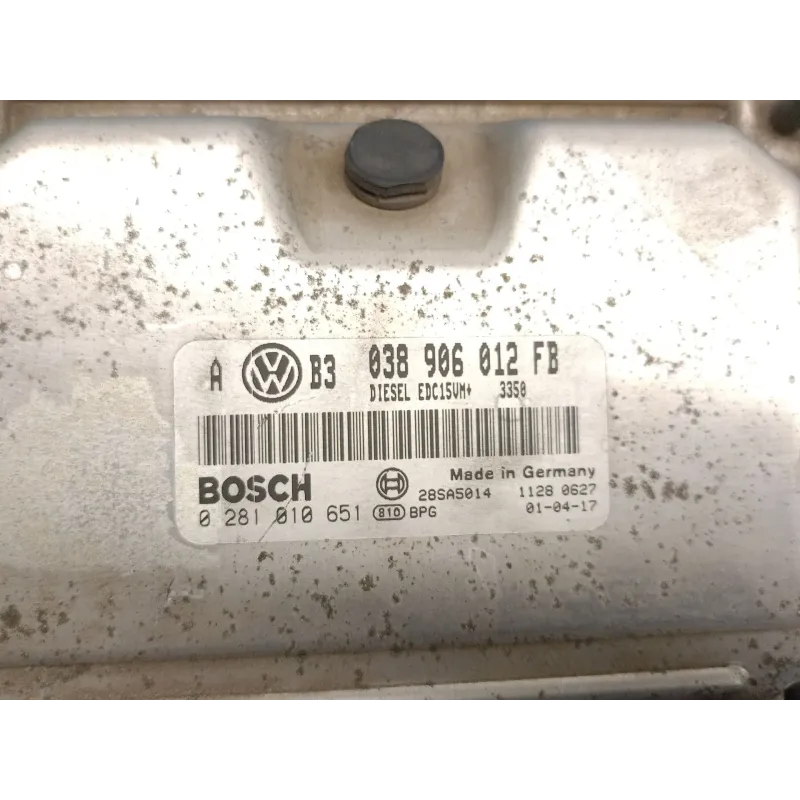 A VW B3 038 906 012 FB
DIESEL EDC15VM+ 3350
BOSCH Made in Germany
28SA5014 1128 0627
0 281 010 651 810 BPG 01-04-17